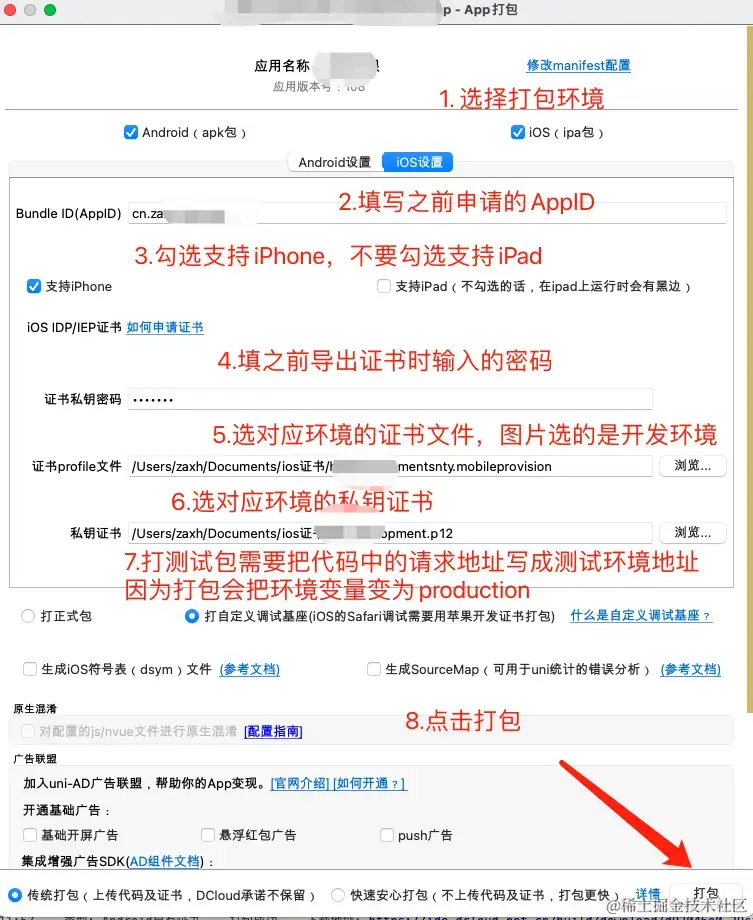 p - App打包
应用名称
修改manifest配置
应用版本号：108
1. 选择打包环境
Android（apk包）
iOS（ipa包）
Android设置
iOS设置
2.填写之前申请的AppID
Bundle ID(AppID)
cn.za
3.勾选支持iPhone，不要勾选支持iPad
支持iPhone
支持iPad（不勾选的话，在ipad上运行时会有黑边）
iOS IDP/IEP证书 如何申请证书
4.填之前导出证书时输入的密码
证书私钥密码
•••••••
5.选对应环境的证书文件，图片选的是开发环境
证书profile文件
/Users/zaxh/Documents/ios证书/
mentsnty.mobileprovision
浏览...
6.选对应环境的私钥证书
私钥证书
/Users/zaxh/Documents/ios证
opment.p12
浏览...
7.打测试包需要把代码中的请求地址写成测试环境地址
因为打包会把环境变量变为production
打正式包
打自定义调试基座(iOS的Safari调试需要用苹果开发证书打包)
什么是自定义调试基座？
生成iOS符号表（dsym）文件 (参考文档)
生成SourceMap（可用于uni统计的错误分析） (参考文档)
原生混淆
8.点击打包
对配置的js/nvue文件进行原生混淆 [配置指南]
广告联盟
加入uni-AD广告联盟，帮助你的App变现。[官网介绍] [如何开通？]
开通基础广告：
基础开屏广告
悬浮红包广告
push广告
集成增强广告SDK(AD组件文档)：
传统打包（上传代码及证书，DCloud承诺不保留）
快速安心打包（不上传代码及证书，打包更快）
详情
打包
@稀土掘金技术社区